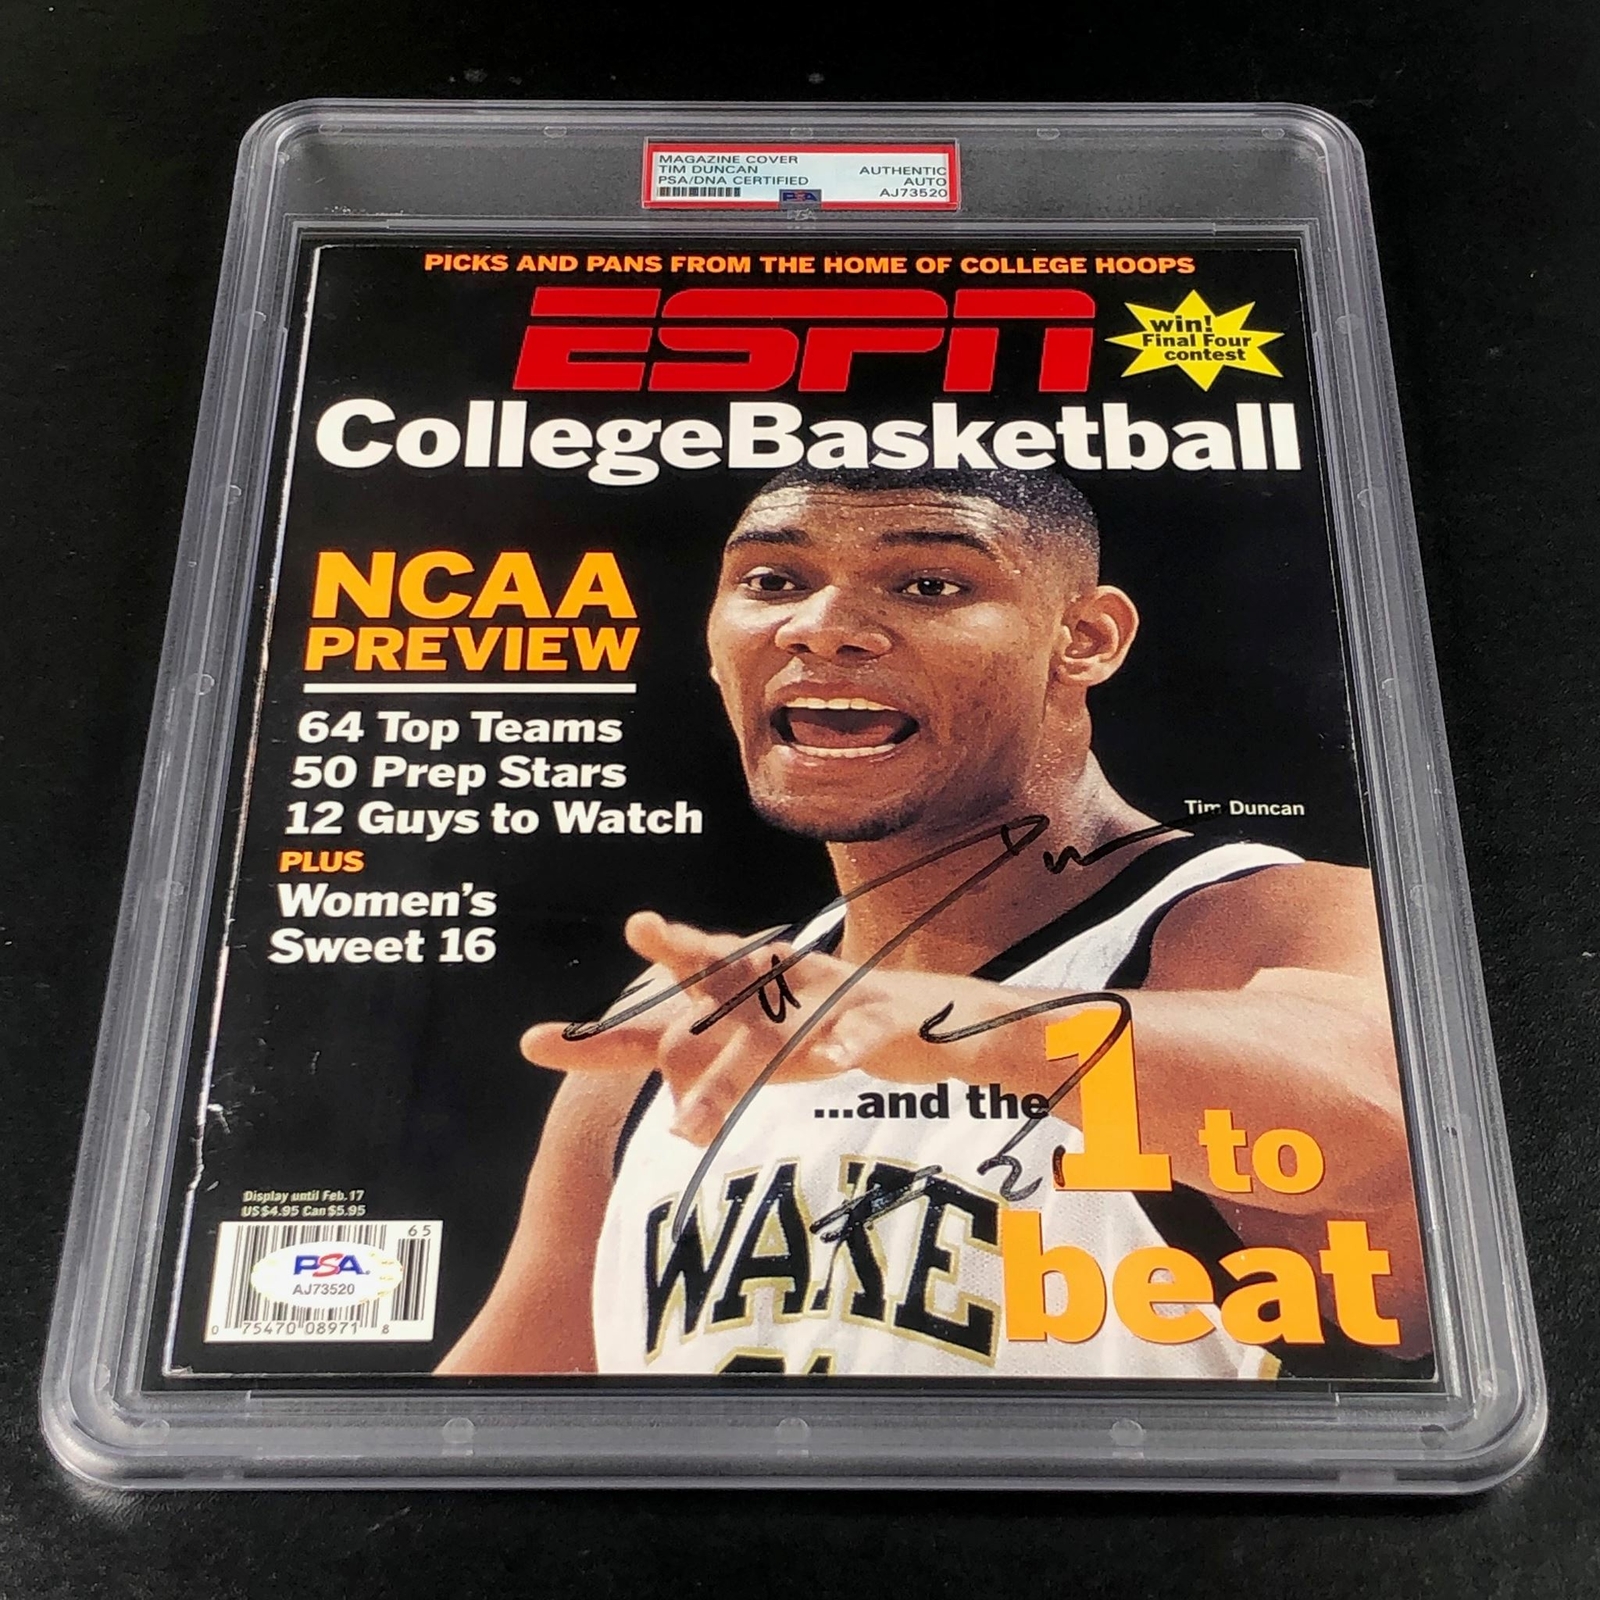 MAGAZINE COVER
TIM DUNCAN
PSA/DNA CERTIFIED
AUTHENTIC
AUTO
AJ73520
PSA
PICKS AND PANS FROM THE HOME OF COLLEGE HOOPS
ESPN
win!
Final Four
contest
CollegeBasketball
NCAA
PREVIEW
64 Top Teams
50 Prep Stars
12 Guys to Watch
PLUS
Women's
Sweet 16
Tim Duncan
...and the 1 to
beat
WAKE
21
Display until Feb. 17
US $4.95 Can $5.95
65
PSA
AJ73520
0 75470 08971 8